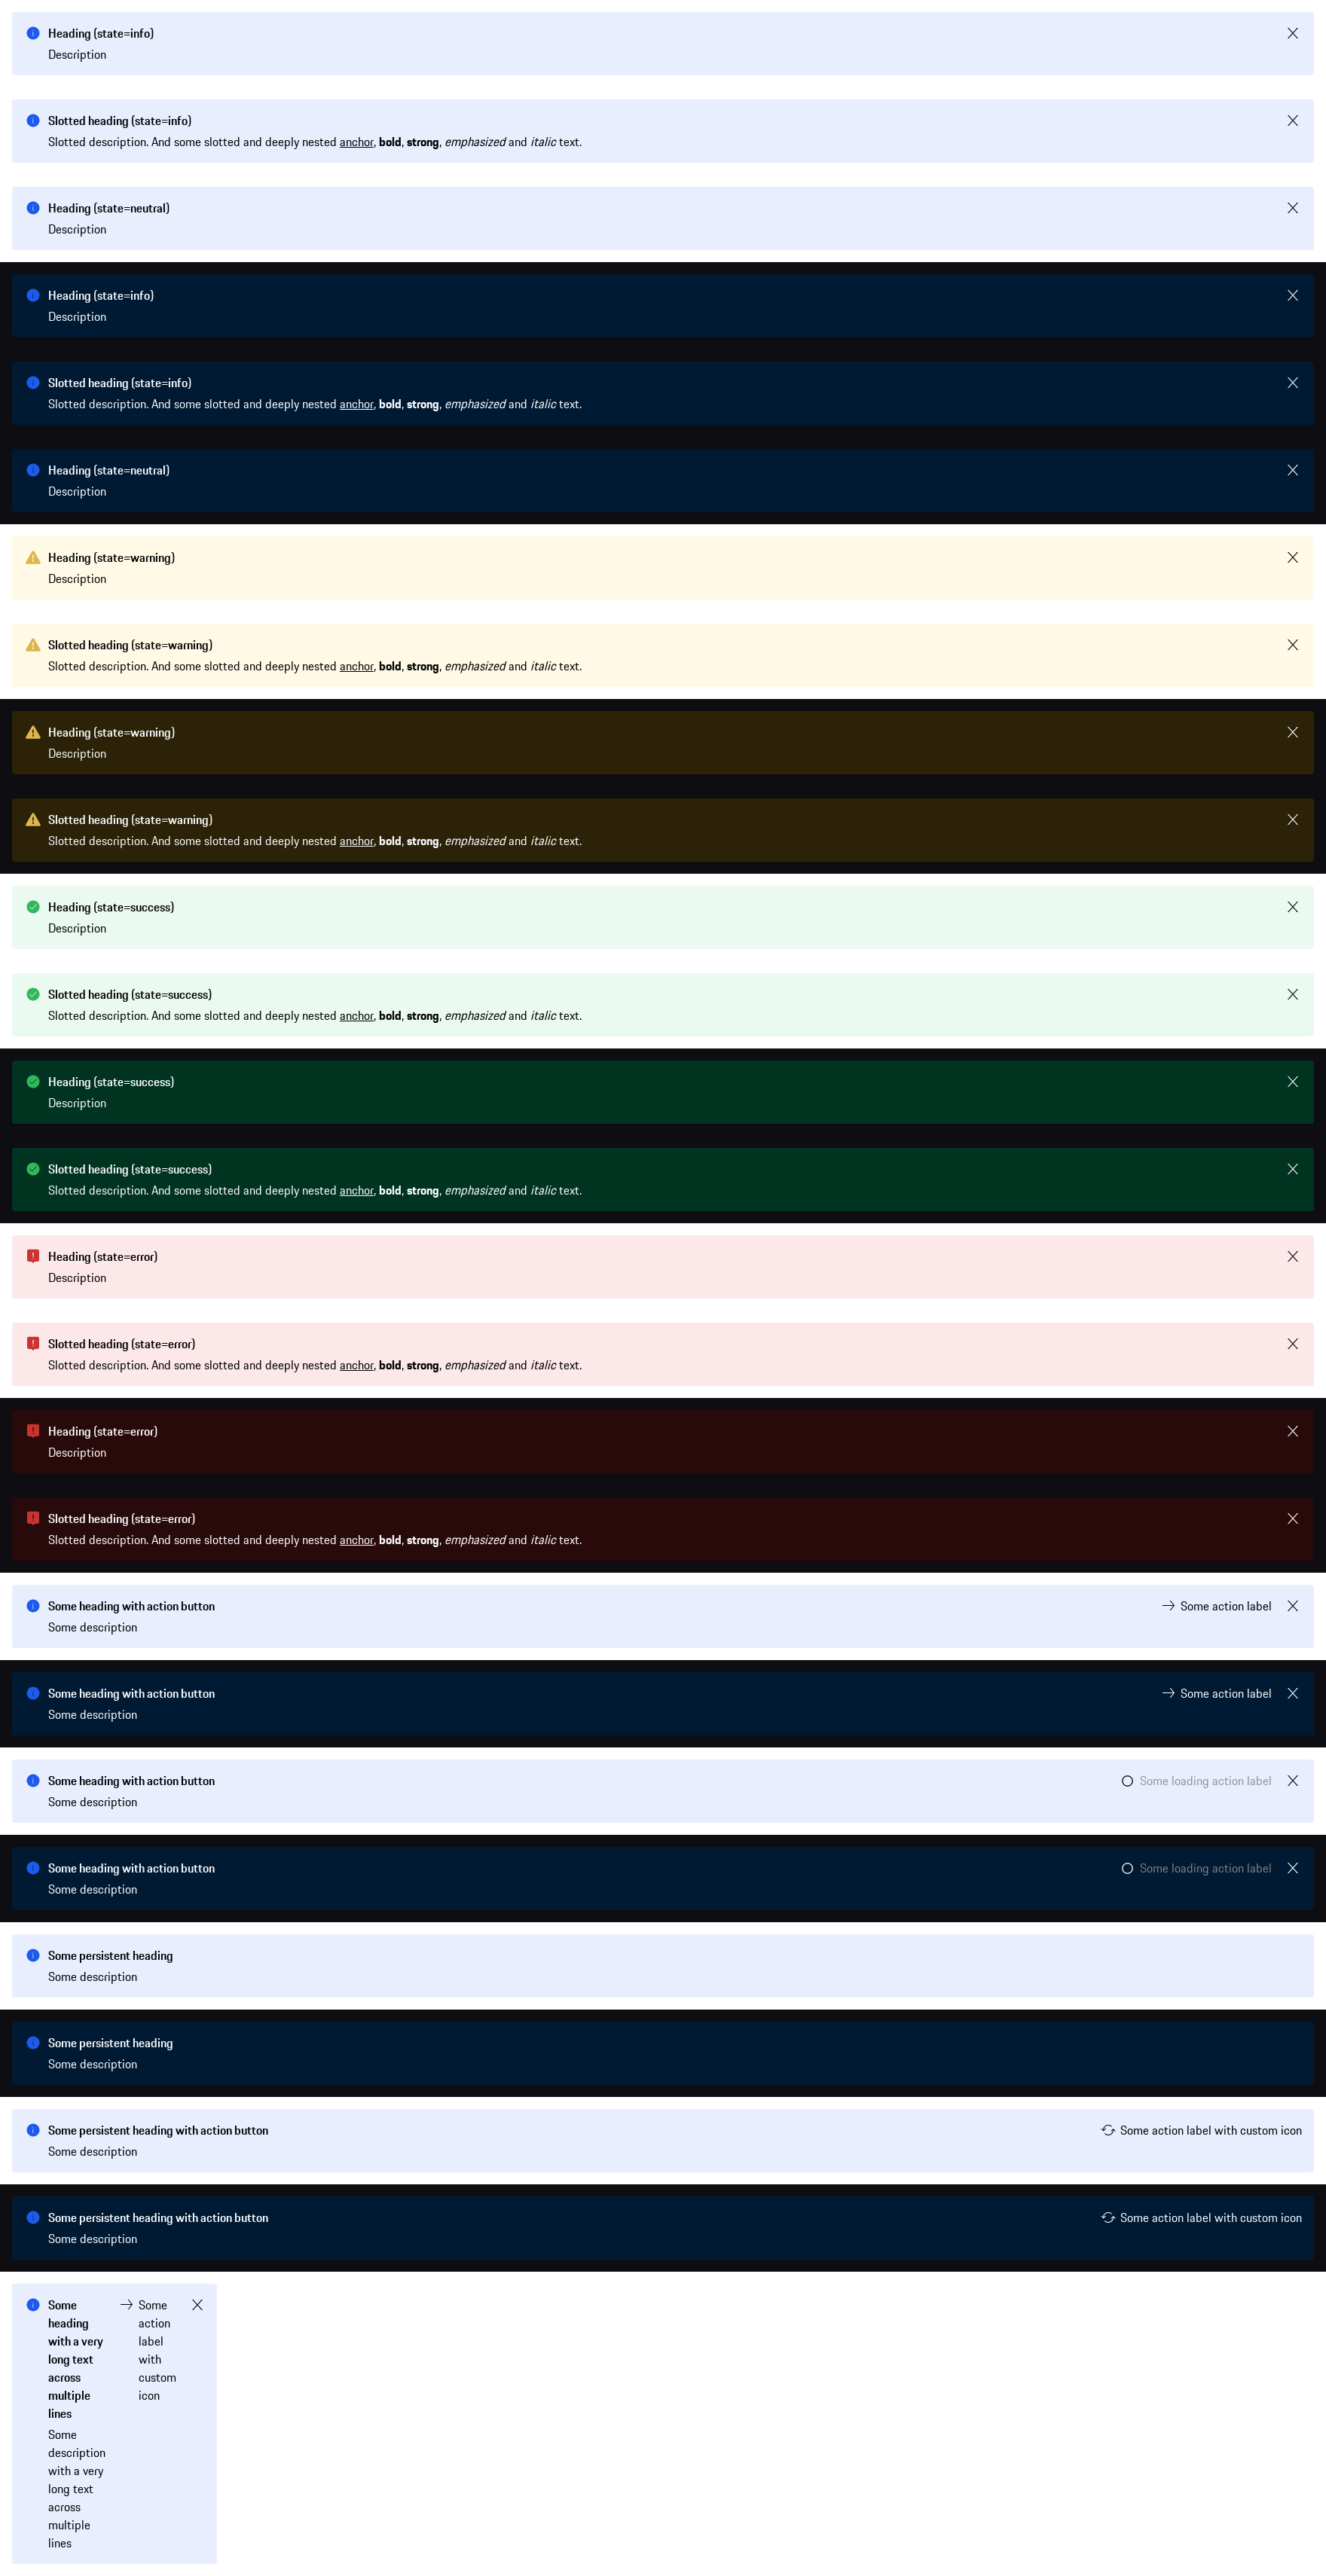 Heading (state=info)
Description
Slotted heading (state=info)
Slotted description. And some slotted and deeply nested anchor, bold, strong, emphasized and italic text.
Heading (state=neutral)
Description
Heading (state=info)
Description
Slotted heading (state=info)
Slotted description. And some slotted and deeply nested anchor, bold, strong, emphasized and italic text.
Heading (state=neutral)
Description
Heading (state=warning)
Description
Slotted heading (state=warning)
Slotted description. And some slotted and deeply nested anchor, bold, strong, emphasized and italic text.
Heading (state=warning)
Description
Slotted heading (state=warning)
Slotted description. And some slotted and deeply nested anchor, bold, strong, emphasized and italic text.
Heading (state=success)
Description
Slotted heading (state=success)
Slotted description. And some slotted and deeply nested anchor, bold, strong, emphasized and italic text.
Heading (state=success)
Description
Slotted heading (state=success)
Slotted description. And some slotted and deeply nested anchor, bold, strong, emphasized and italic text.
Heading (state=error)
Description
Slotted heading (state=error)
Slotted description. And some slotted and deeply nested anchor, bold, strong, emphasized and italic text.
Heading (state=error)
Description
Slotted heading (state=error)
Slotted description. And some slotted and deeply nested anchor, bold, strong, emphasized and italic text.
Some heading with action button
Some action label
Some description
Some heading with action button
Some action label
Some description
Some heading with action button
Some loading action label
Some description
Some heading with action button
Some loading action label
Some description
Some persistent heading
Some description
Some persistent heading
Some description
Some persistent heading with action button
Some action label with custom icon
Some description
Some persistent heading with action button
Some action label with custom icon
Some description
Some
heading
with a very
long text
across
multiple
lines
Some
description
with a very
long text
across
multiple
lines
Some
action
label
with
custom
icon